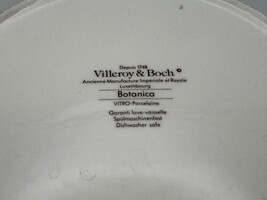 Depuis 1748
Villeroy & Boch ©
Ancienne Manufacture Impériale et Royale
Luxembourg
Botanica
VITRO-Porcelaine
Garanti lave-vaisselle
Spülmaschinenfest
Dishwasher safe